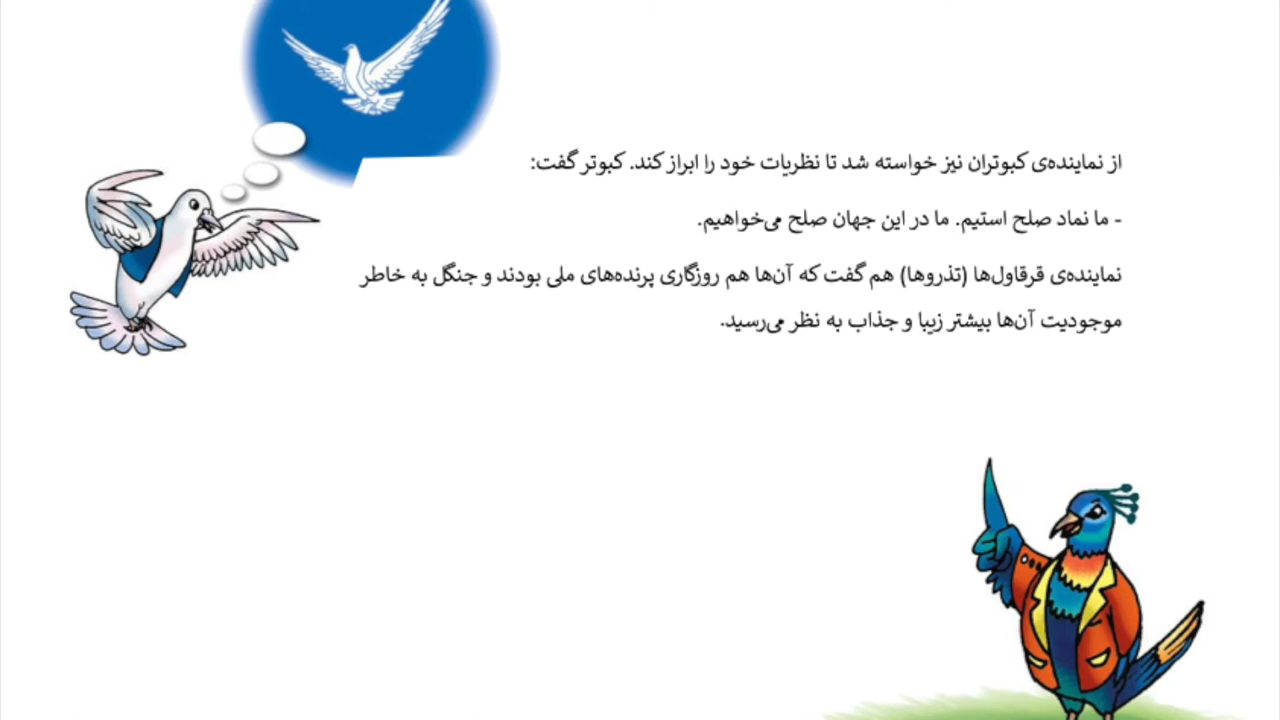 از نماینده‌ی کبوتران نیز خواسته شد تا نظریات خود را ابراز کند. کبوتر گفت:
- ما نماد صلح استیم. ما در این جهان صلح می‌خواهیم.
نماینده‌ی قرقاول‌ها (تذروها) هم گفت که آن‌ها هم روزگاری پرنده‌های ملی بودند و جنگل به خاطر
موجودیت آن‌ها بیشتر زیبا و جذاب به نظر می‌رسید.